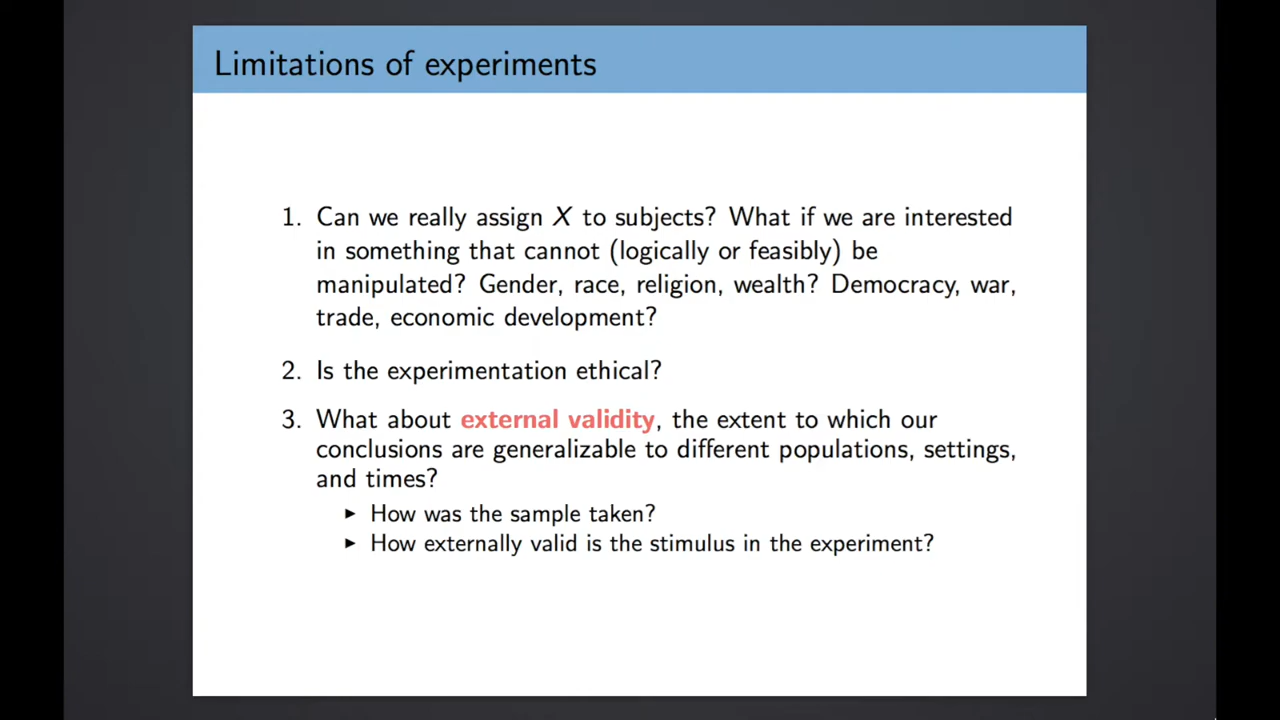 Limitations of experiments
1. Can we really assign X to subjects? What if we are interested
in something that cannot (logically or feasibly) be
manipulated? Gender, race, religion, wealth? Democracy, war,
trade, economic development?
2. Is the experimentation ethical?
3. What about external validity, the extent to which our
conclusions are generalizable to different populations, settings,
and times?
▶ How was the sample taken?
▶ How externally valid is the stimulus in the experiment?